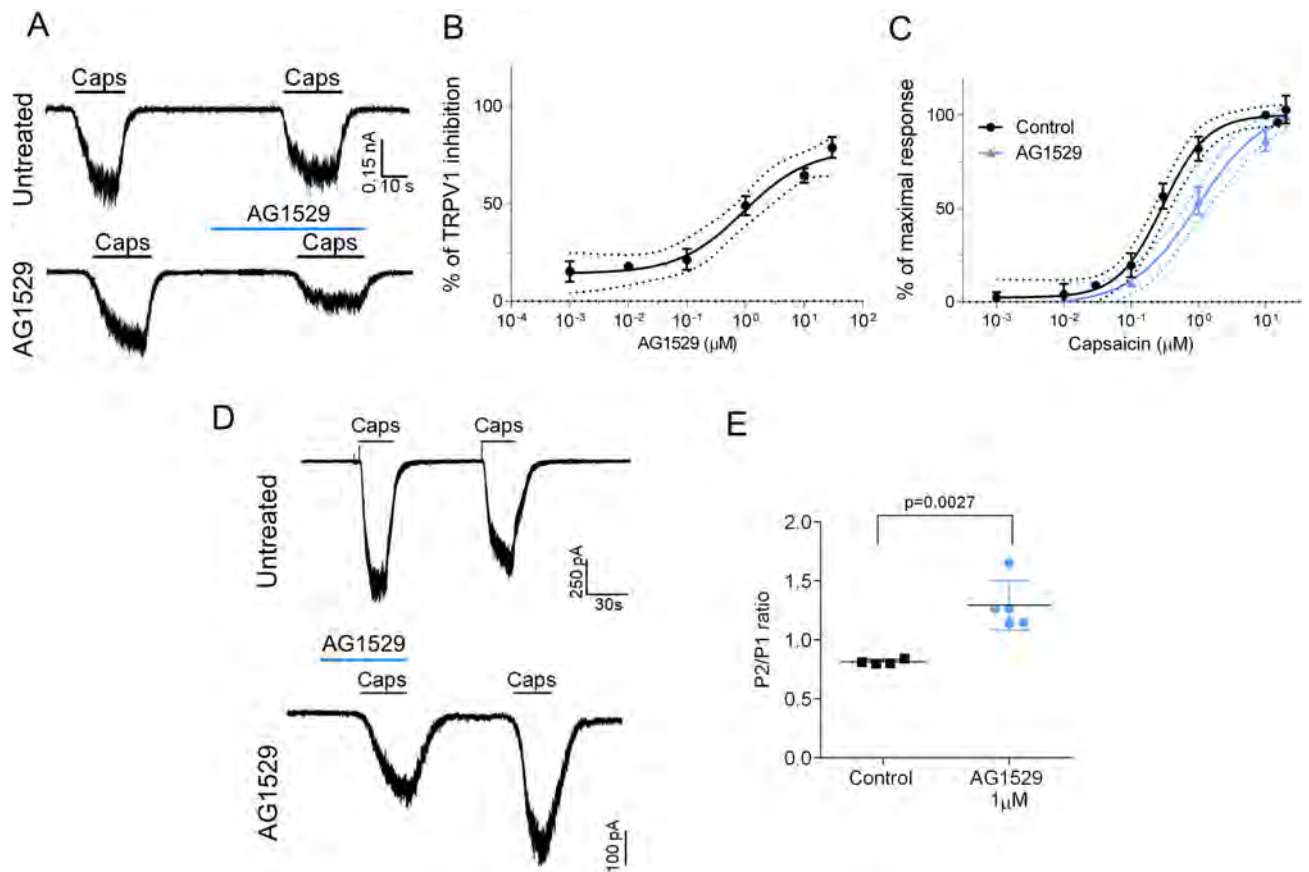 A
Untreated
Caps
Caps
0.15 nA
10 s
AG1529
AG1529
Caps
Caps
B
% of TRPV1 inhibition
100
50
0
10-4
10-3
10-2
10-1
100
101
102
AG1529 (μM)
C
% of maximal response
100
50
0
Control
AG1529
10-3
10-2
10-1
100
101
Capsaicin (μM)
D
Untreated
Caps
Caps
250 pA
30s
AG1529
AG1529
Caps
Caps
100 pA
E
p=0.0027
P2/P1 ratio
2.0
1.5
1.0
0.5
0.0
Control
AG1529
1μM